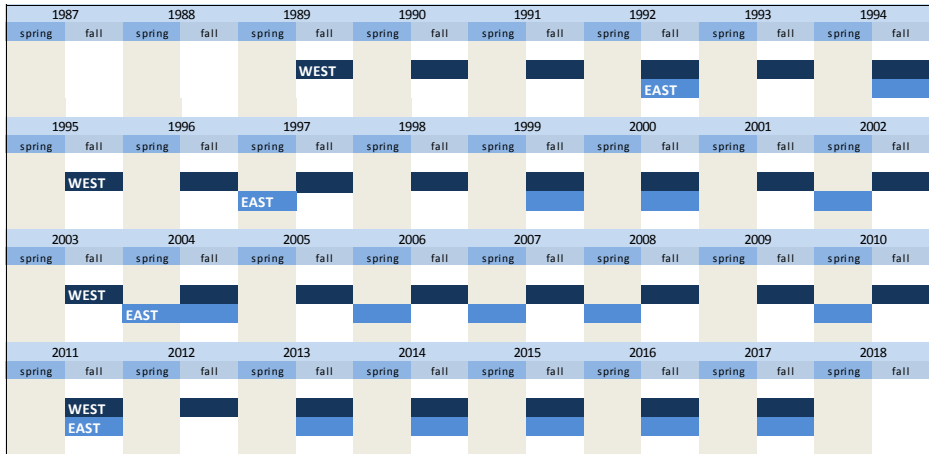 1987 1988 1989 1990 1991 1992 1993 1994
spring fall spring fall spring fall spring fall spring fall spring fall spring fall spring fall
WEST
EAST
1995 1996 1997 1998 1999 2000 2001 2002
spring fall spring fall spring fall spring fall spring fall spring fall spring fall spring fall
WEST
EAST
2003 2004 2005 2006 2007 2008 2009 2010
spring fall spring fall spring fall spring fall spring fall spring fall spring fall spring fall
WEST
EAST
2011 2012 2013 2014 2015 2016 2017 2018
spring fall spring fall spring fall spring fall spring fall spring fall spring fall spring fall
WEST
EAST